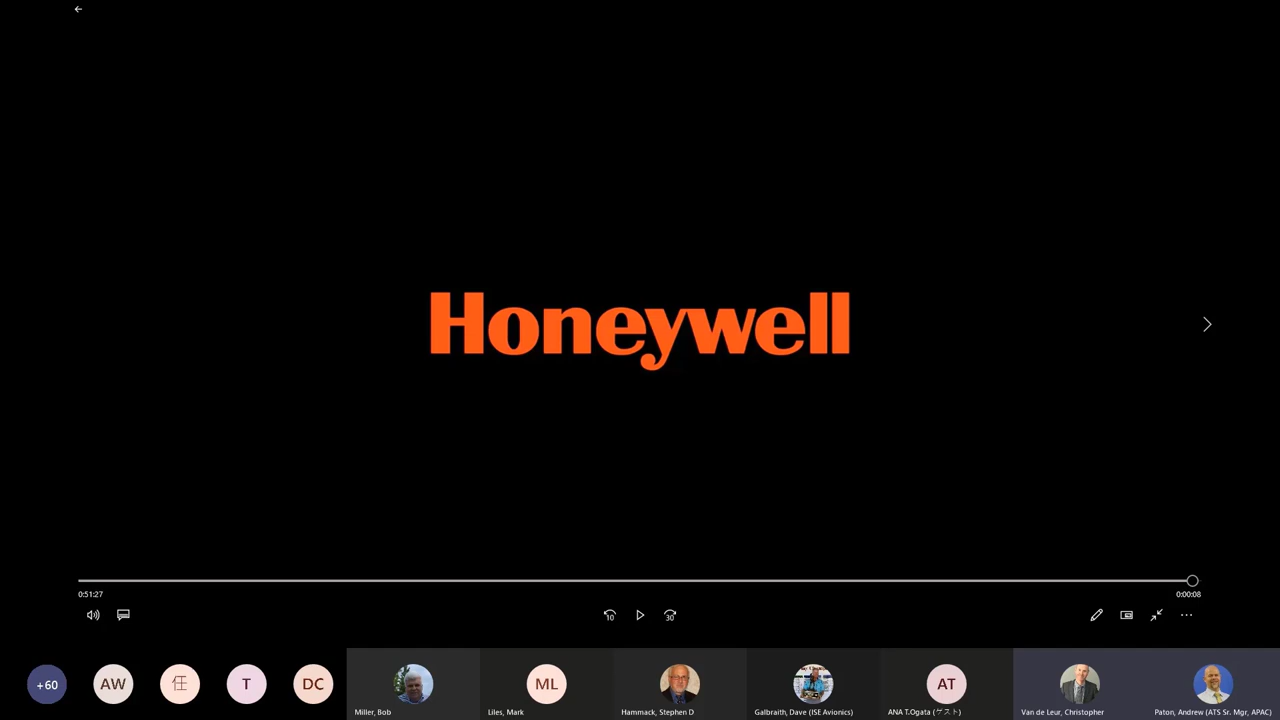 Honeywell
0:51:27
0:00:08
10
30
+60
AW
任
T
DC
ML
AT
Miller, Bob
Liles, Mark
Hammack, Stephen D
Galbraith, Dave (ISE Avionics)
ANA T.Ogata (ゲスト)
Van de Leur, Christopher
Paton, Andrew (ATS Sr. Mgr, APAC)